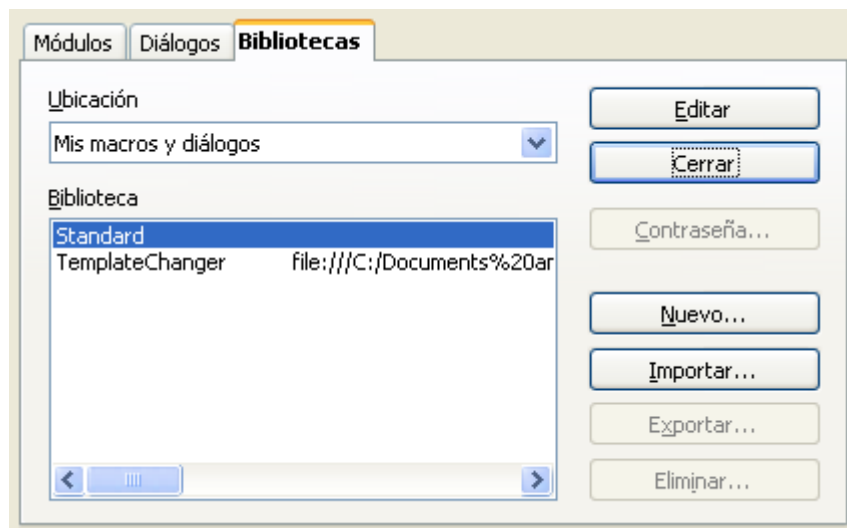 Módulos Diálogos Bibliotecas
Ubicación
Mis macros y diálogos
Biblioteca
Standard
TemplateChanger file:///C:/Documents%20ar
Editar
Cerrar
Contraseña...
Nuevo...
Importar...
Exportar...
Eliminar...